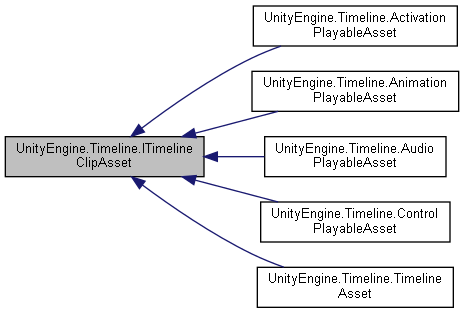 UnityEngine.Timeline.Activation
PlayableAsset
UnityEngine.Timeline.Animation
PlayableAsset
UnityEngine.Timeline.ITimeline
ClipAsset
UnityEngine.Timeline.Audio
PlayableAsset
UnityEngine.Timeline.Control
PlayableAsset
UnityEngine.Timeline.Timeline
Asset